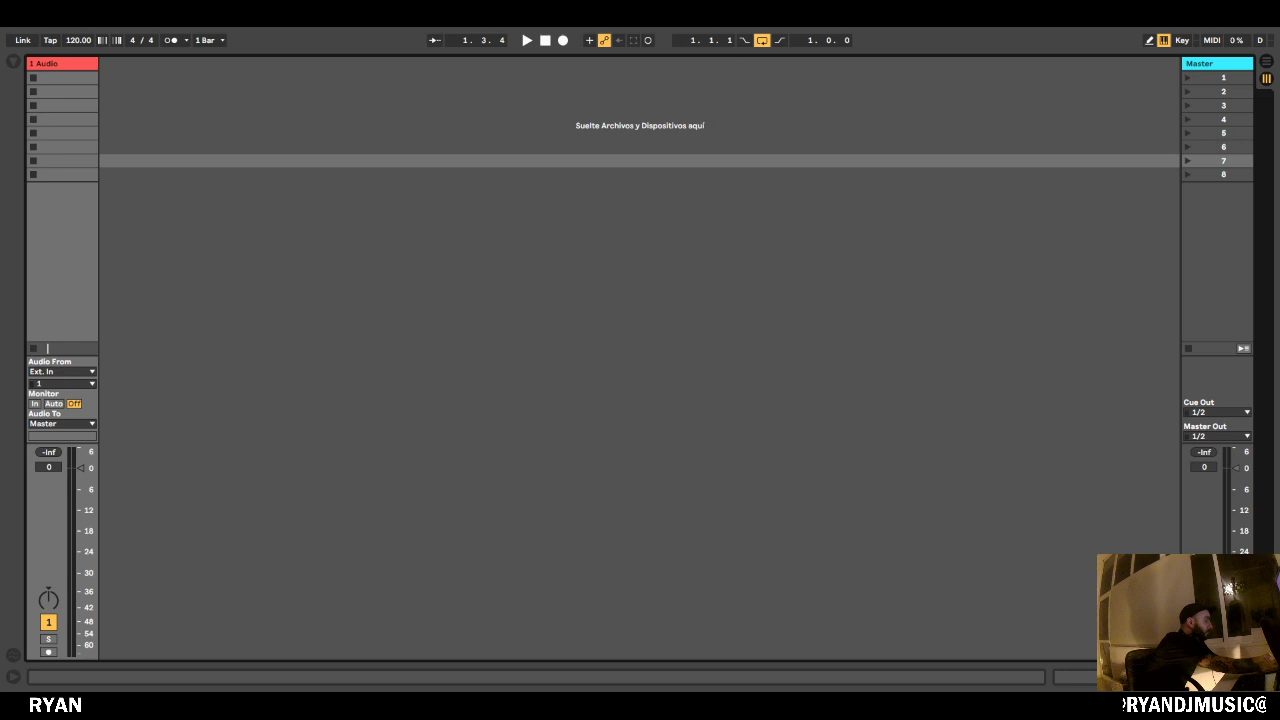 Link Tap 120.00 4 / 4 1 Bar 1. 3. 4 1. 1. 1 1. 0. 0 Key MIDI 0 % D
1 Audio
Master
1
2
3
4
5
6
7
8
Suelte Archivos y Dispositivos aquí
Audio From
Ext. In
1
Monitor
In Auto Off
Audio To
Master
-Inf
0
6
0
6
12
18
24
30
36
42
48
54
60
1
S
Cue Out
1/2
Master Out
1/2
-Inf
0
6
0
6
12
18
24
RYAN
RYANDJMUSIC@